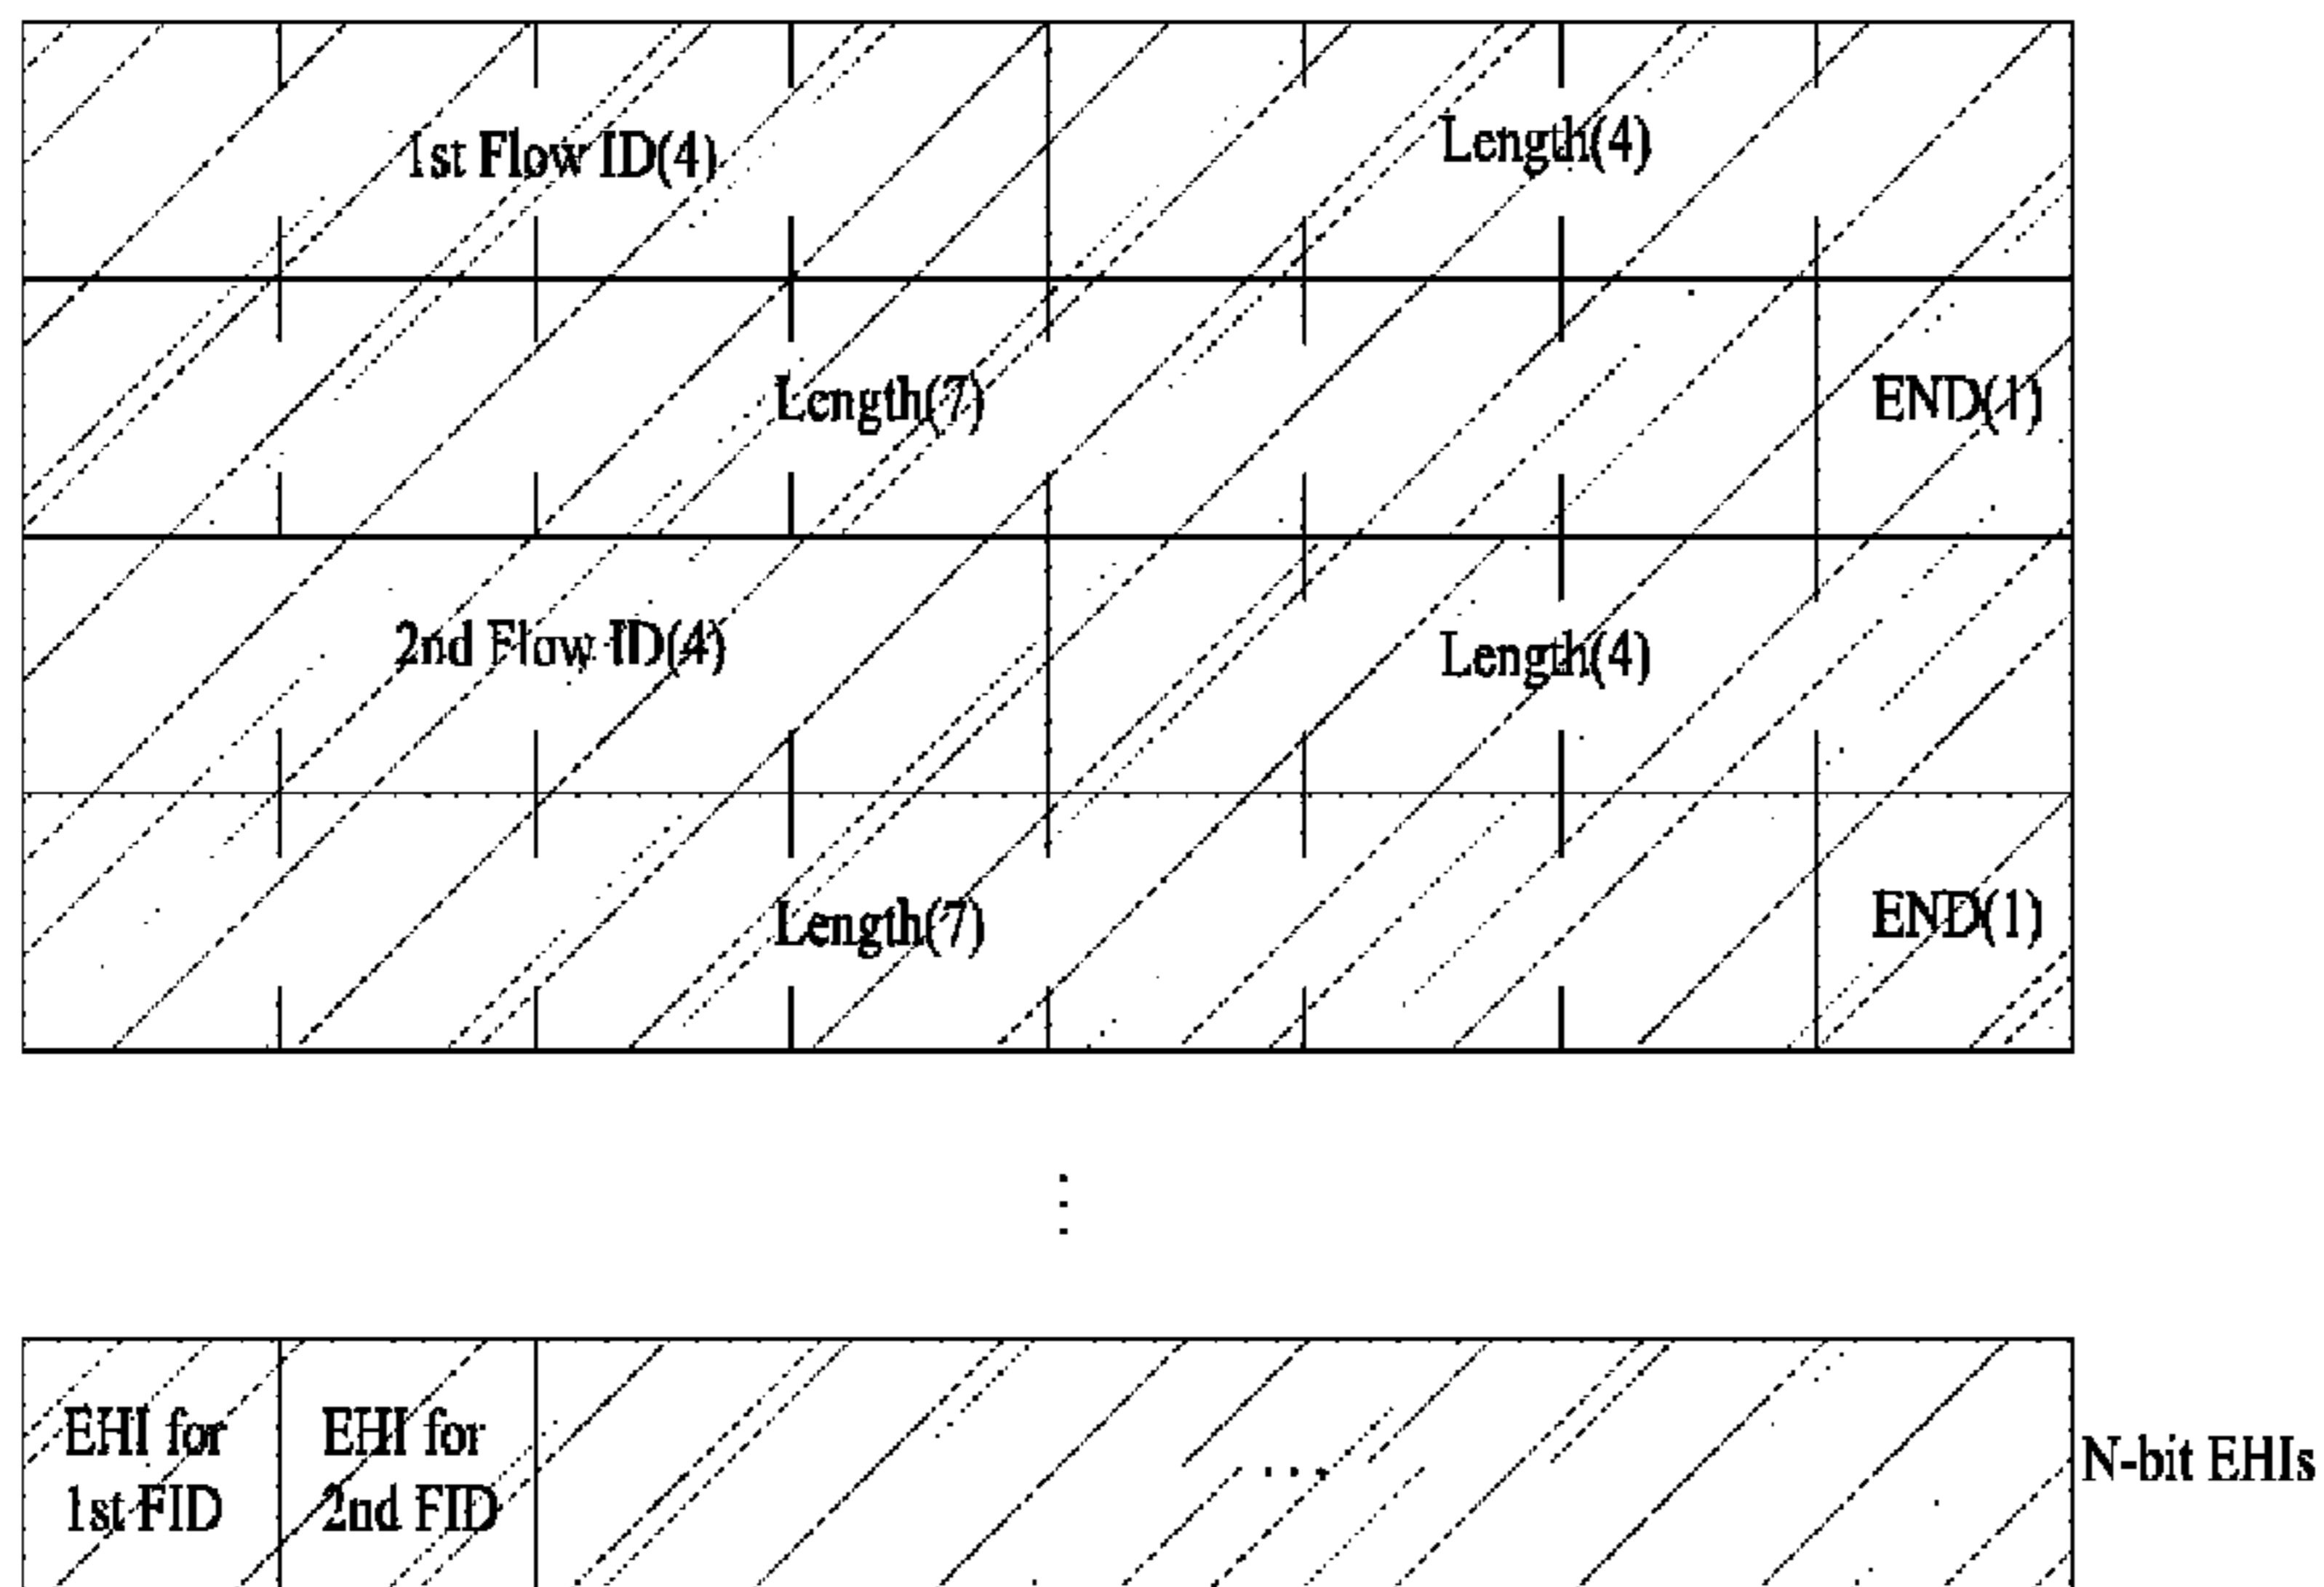 1st Flow ID(4)
Length(4)
Length(7)
END(1)
2nd Flow ID(4)
Length(4)
Length(7)
END(1)
EHI for
1st FID
EHI for
2nd FID
...
N-bit EHIs